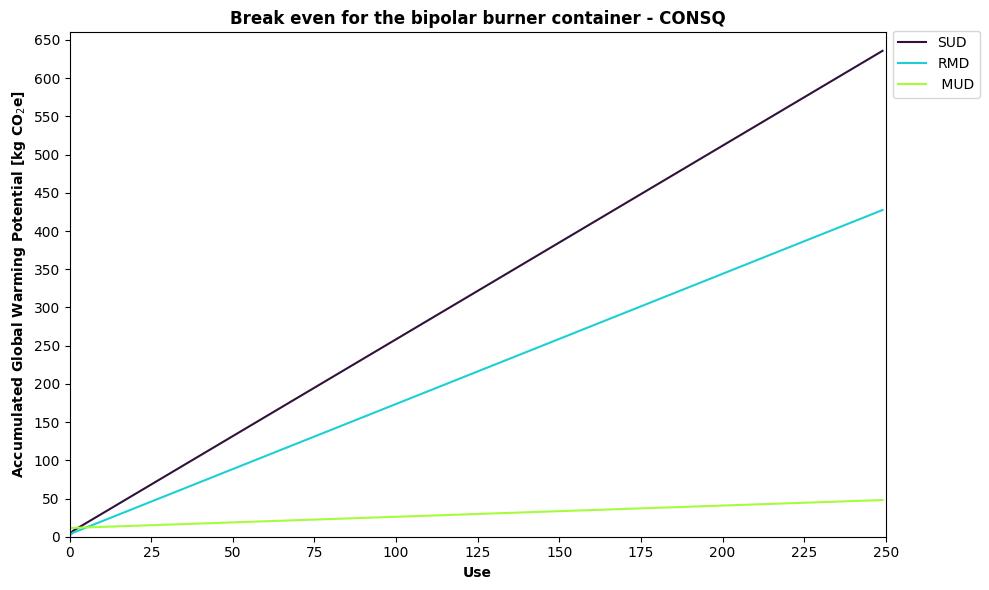 Break even for the bipolar burner container - CONSQ
SUD
RMD
MUD
Accumulated Global Warming Potential [kg CO₂e]
650
600
550
500
450
400
350
300
250
200
150
100
50
0
0 25 50 75 100 125 150 175 200 225 250
Use